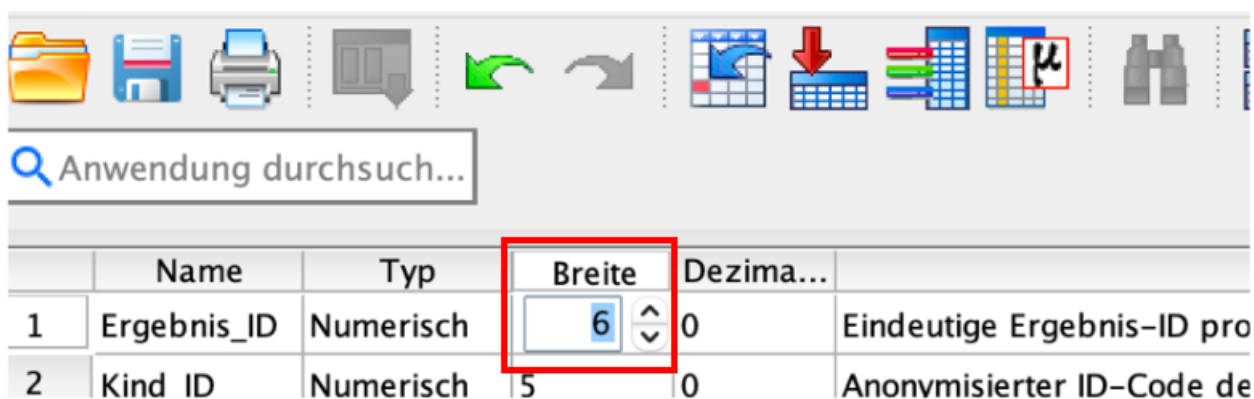 μ
Anwendung durchsuch...
Name Typ Breite Dezima...
1 Ergebnis_ID Numerisch 6 0 Eindeutige Ergebnis-ID pro
2 Kind_ID Numerisch 5 0 Anonymisierter ID-Code de